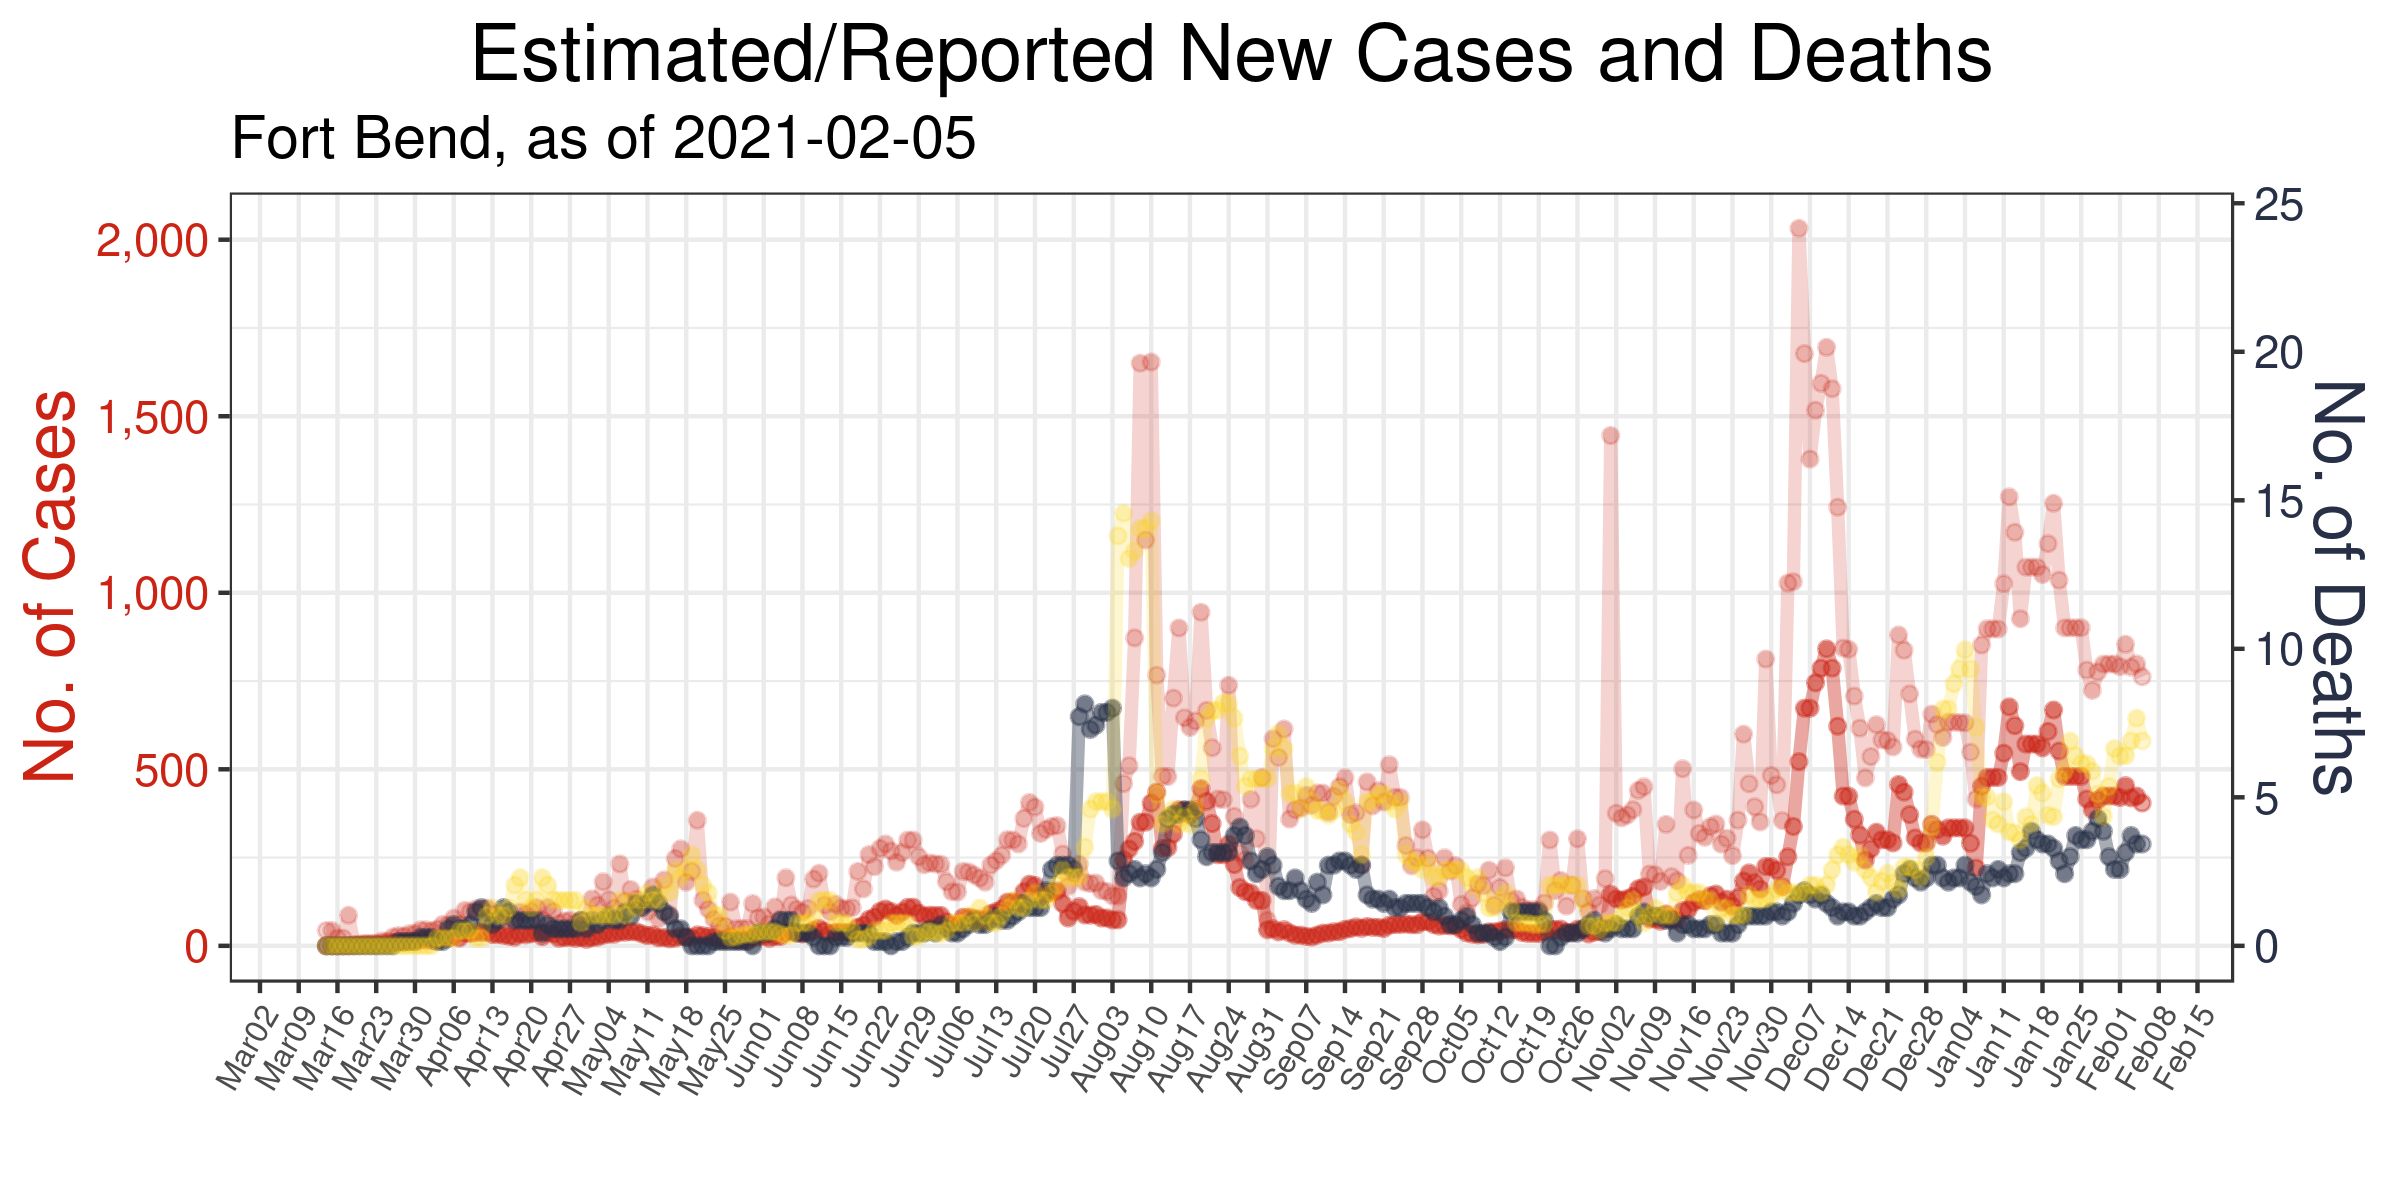 Estimated/Reported New Cases and Deaths
Fort Bend, as of 2021-02-05
No. of Cases
2,000
1,500
1,000
500
0
25
20
15
10
5
0
No. of Deaths
Mar02
Mar09
Mar16
Mar23
Mar30
Apr06
Apr13
Apr20
Apr27
May04
May11
May18
May25
Jun01
Jun08
Jun15
Jun22
Jun29
Jul06
Jul13
Jul20
Jul27
Aug03
Aug10
Aug17
Aug24
Aug31
Sep07
Sep14
Sep21
Sep28
Oct05
Oct12
Oct19
Oct26
Nov02
Nov09
Nov16
Nov23
Nov30
Dec07
Dec14
Dec21
Dec28
Jan04
Jan11
Jan18
Jan25
Feb01
Feb08
Feb15